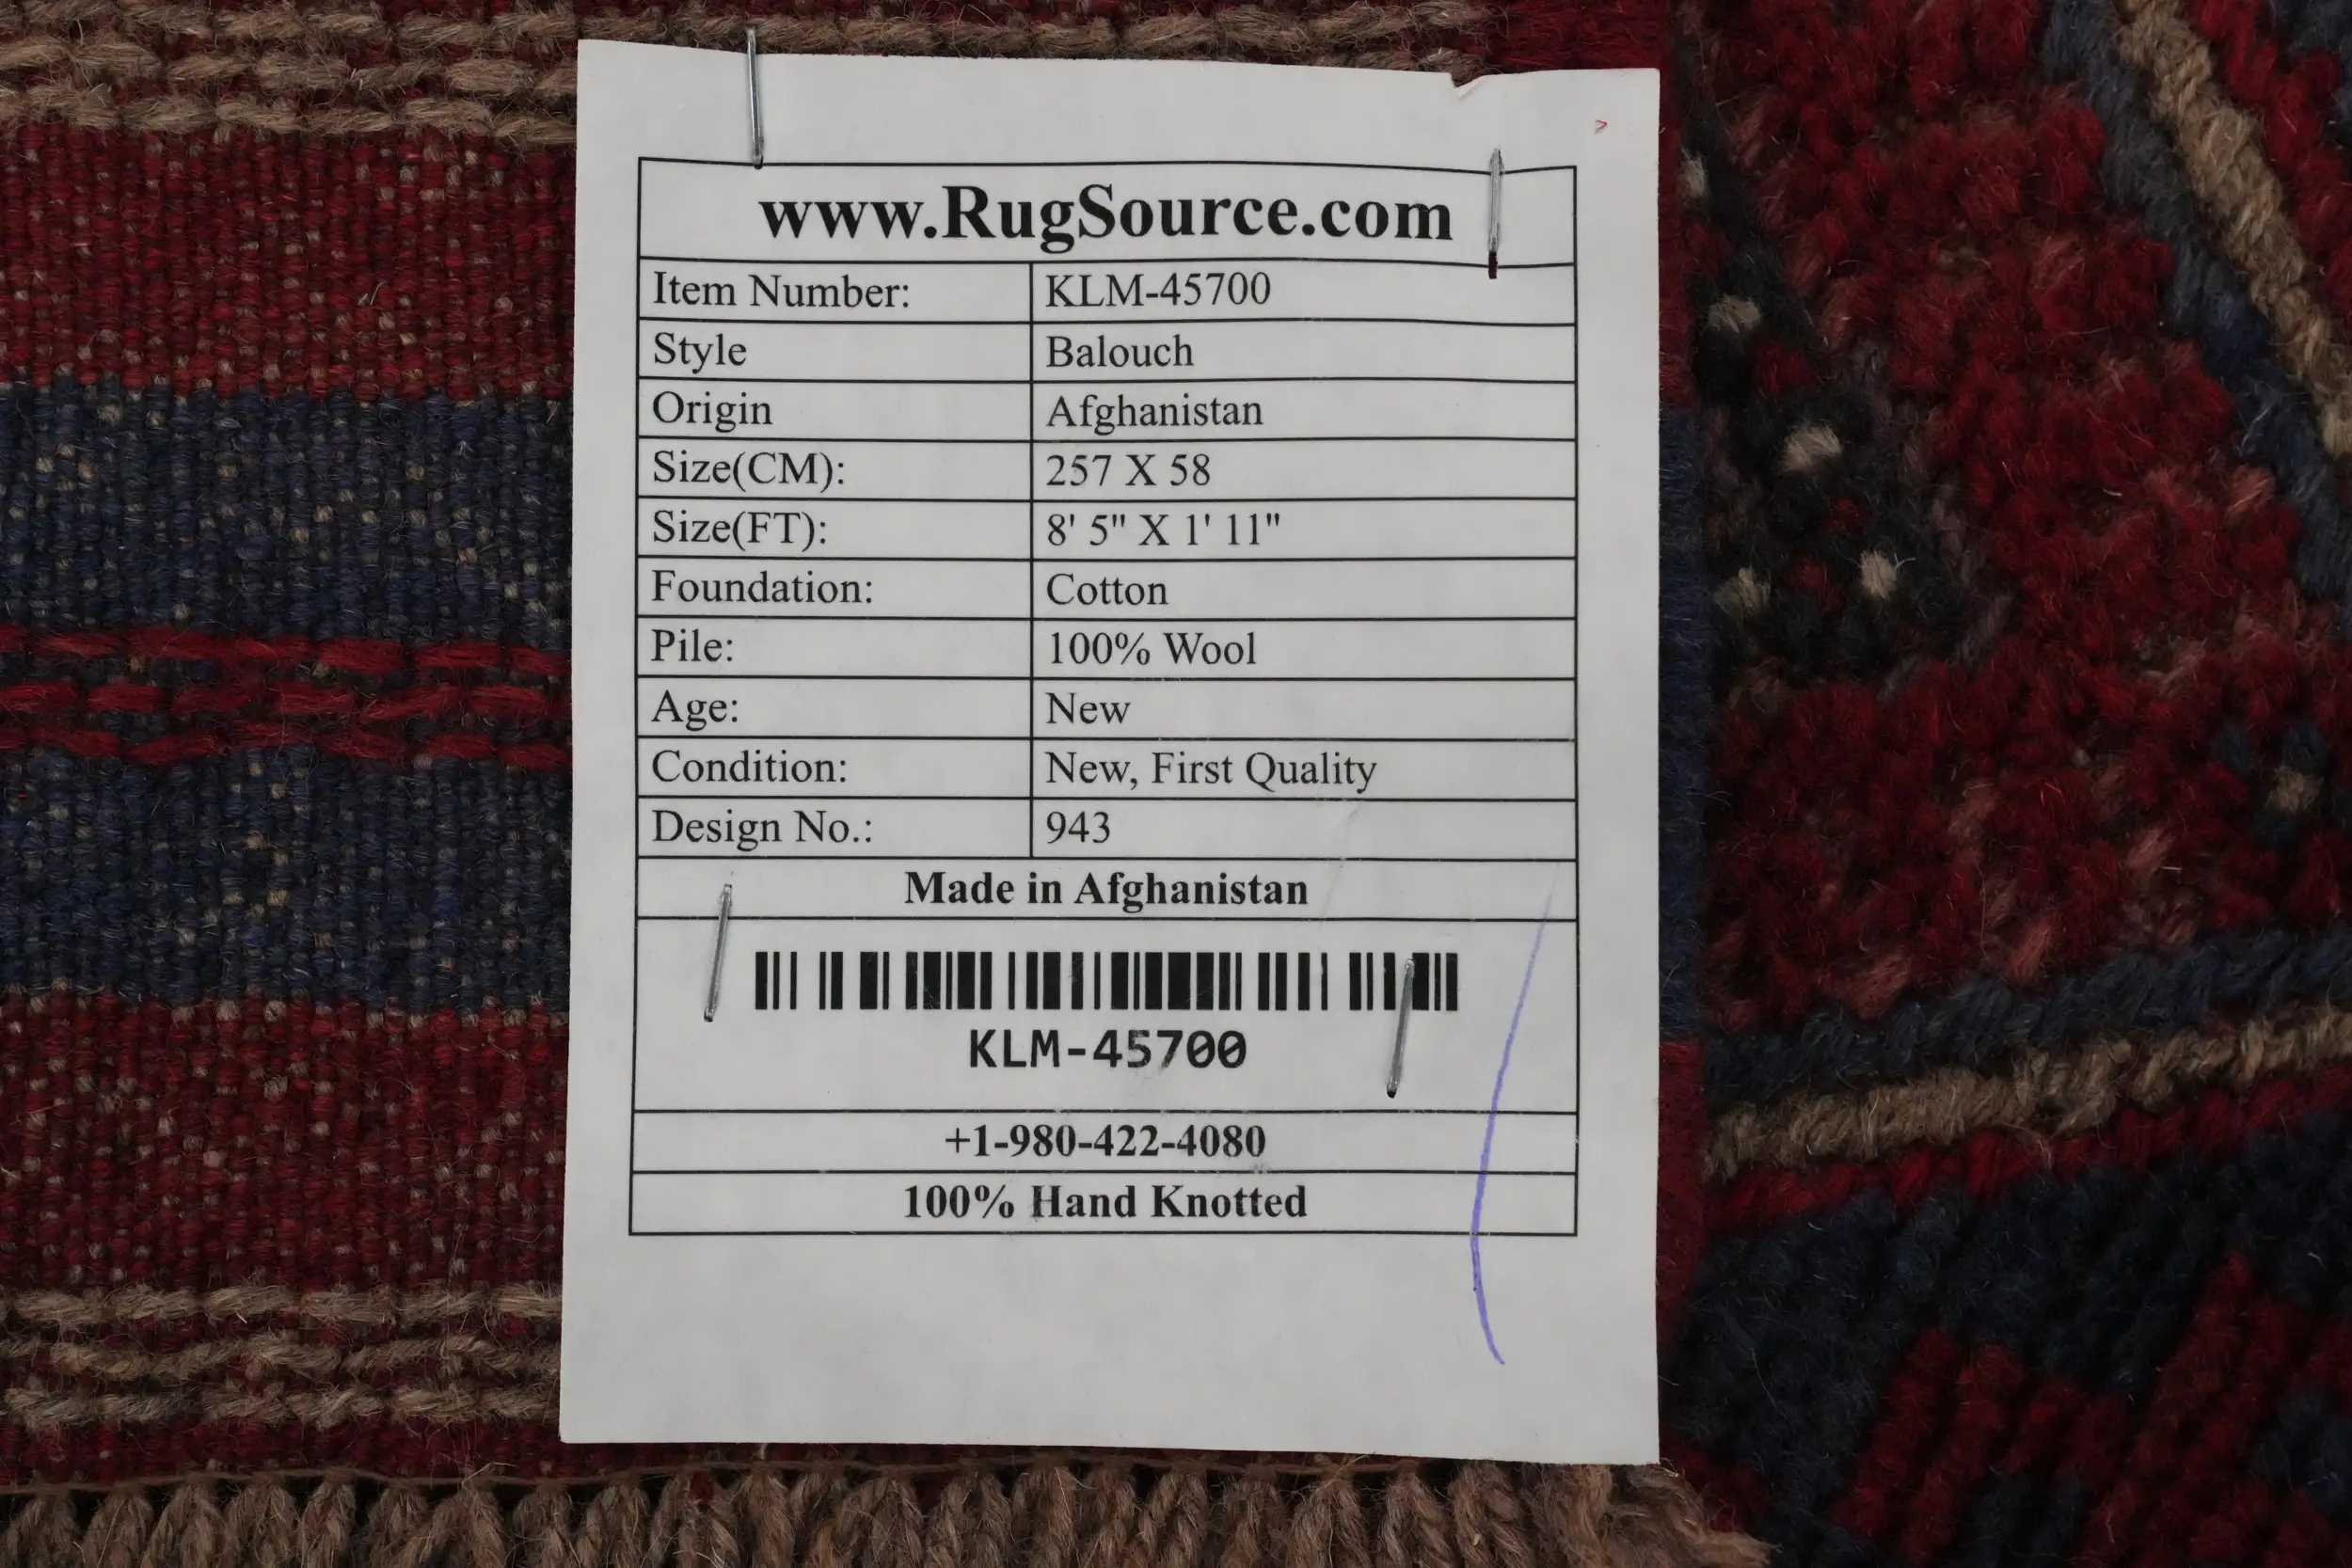 www.RugSource.com
Item Number: KLM-45700
Style Balouch
Origin Afghanistan
Size(CM): 257 X 58
Size(FT): 8' 5" X 1' 11"
Foundation: Cotton
Pile: 100% Wool
Age: New
Condition: New, First Quality
Design No.: 943
Made in Afghanistan
KLM-45700
+1-980-422-4080
100% Hand Knotted